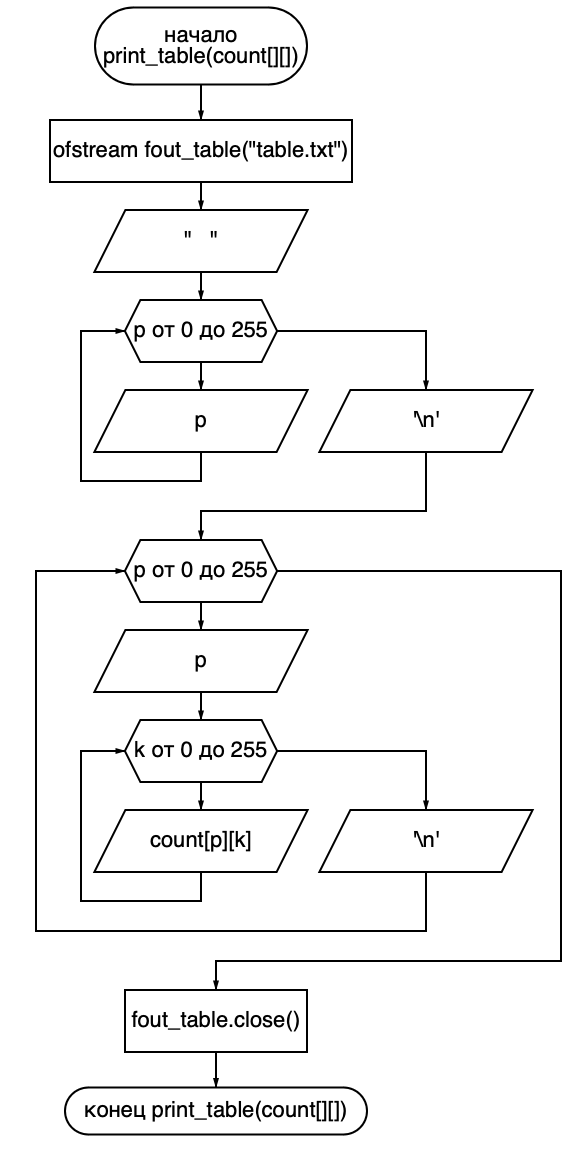 начало
print_table(count[][])
ofstream fout_table("table.txt")
"   "
p от 0 до 255
p
'\n'
p от 0 до 255
p
k от 0 до 255
count[p][k]
'\n'
fout_table.close()
конец print_table(count[][])